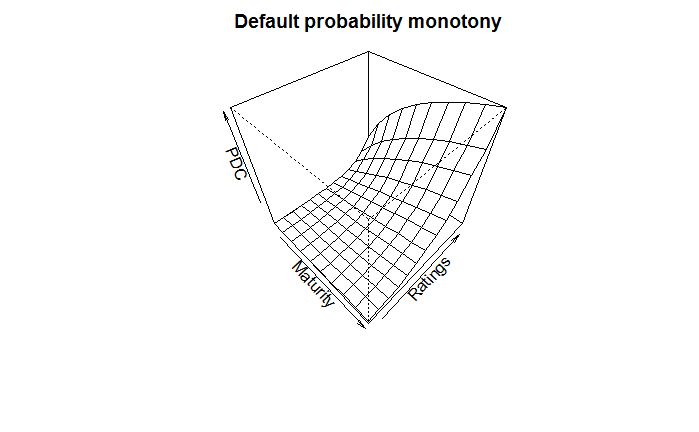 Default probability monotony
PDC
Maturity
Ratings